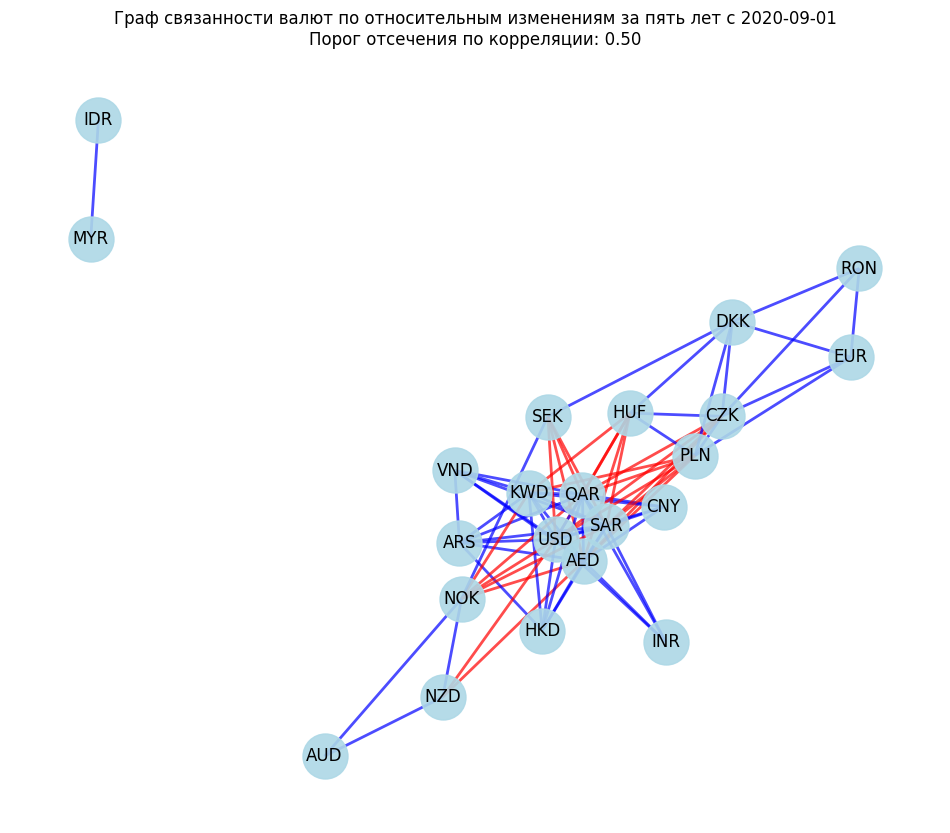 Граф связанности валют по относительным изменениям за пять лет с 2020-09-01
Порог отсечения по корреляции: 0.50
IDR
MYR
RON
DKK
EUR
SEK
HUF
CZK
PLN
VND
KWD
QAR
CNY
SAR
USD
ARS
AED
NOK
HKD
INR
NZD
AUD